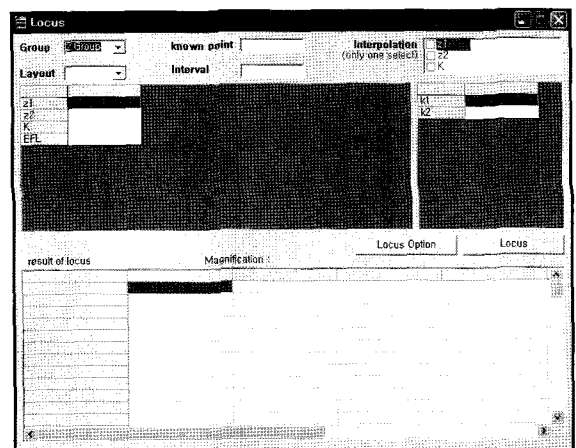 Locus
Group 2 Group known point Interpolation z1
(only one select) z2
K
Layout Interval
z1
z2
K
EFL
k1
k2
Locus Option Locus
result of locus Magnification :